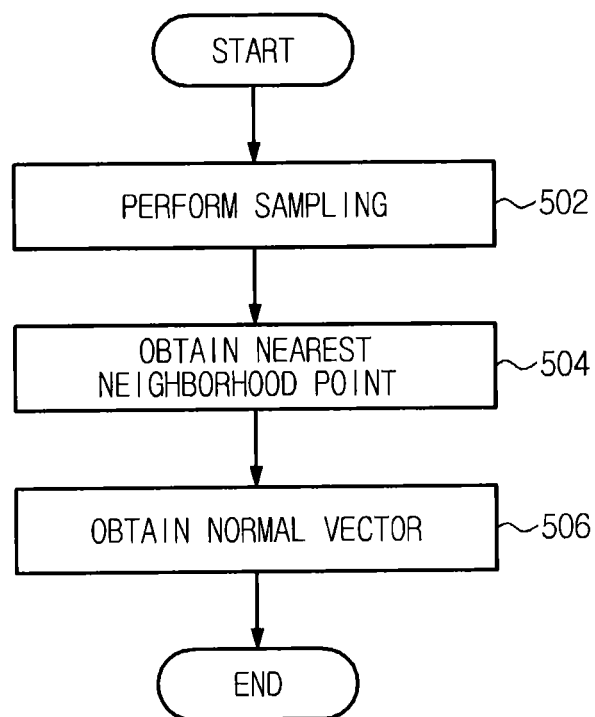 START
PERFORM SAMPLING
502
OBTAIN NEAREST
NEIGHBORHOOD POINT
504
OBTAIN NORMAL VECTOR
506
END